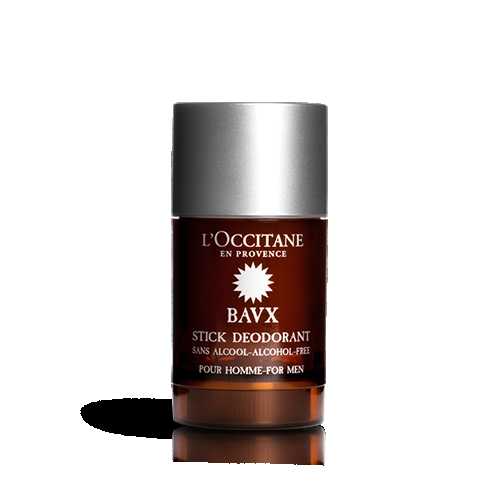 L'OCCITANE
EN PROVENCE
BAVX
STICK DEODORANT
SANS ALCOOL-ALCOHOL-FREE
POUR HOMME-FOR MEN